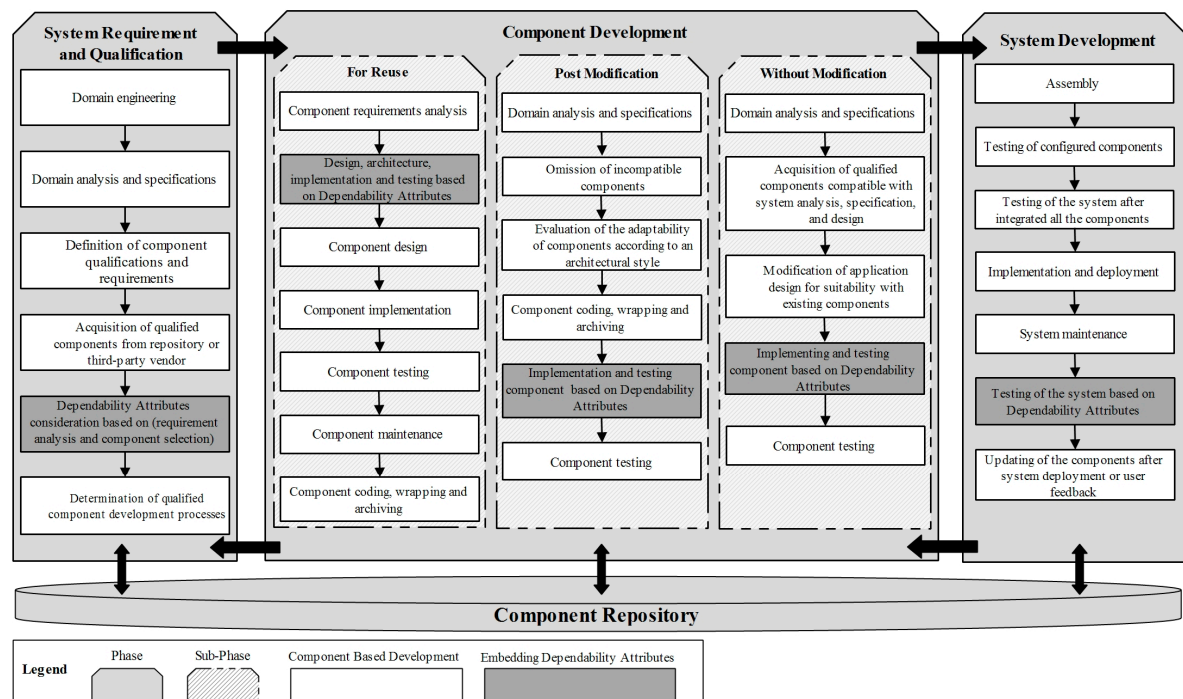 System Requirement
and Qualification
Domain engineering
Domain analysis and specifications
Definition of component
qualifications and
requirements
Acquisition of qualified
components from repository or
third-party vendor
Dependability Attributes
consideration based on (requirement
analysis and component selection)
Determination of qualified
component development processes
Component Development
For Reuse
Component requirements analysis
Design, architecture,
implementation and testing based
on Dependability Attributes
Component design
Component implementation
Component testing
Component maintenance
Component coding, wrapping and
archiving
Post Modification
Domain analysis and specifications
Omission of incompatible
components
Evaluation of the adaptability
of components according to an
architectural style
Component coding, wrapping and
archiving
Implementation and testing
component based on Dependability
Attributes
Component testing
Without Modification
Domain analysis and specifications
Acquisition of qualified
components compatible with
system analysis, specification,
and design
Modification of application
design for suitability with
existing components
Implementing and testing
component based on Dependability
Attributes
Component testing
System Development
Assembly
Testing of configured components
Testing of the system after
integrated all the components
Implementation and deployment
System maintenance
Testing of the system based on
Dependability Attributes
Updating of the components after
system deployment or user
feedback
Component Repository
Legend
Phase
Sub-Phase
Component Based Development
Embedding Dependability Attributes